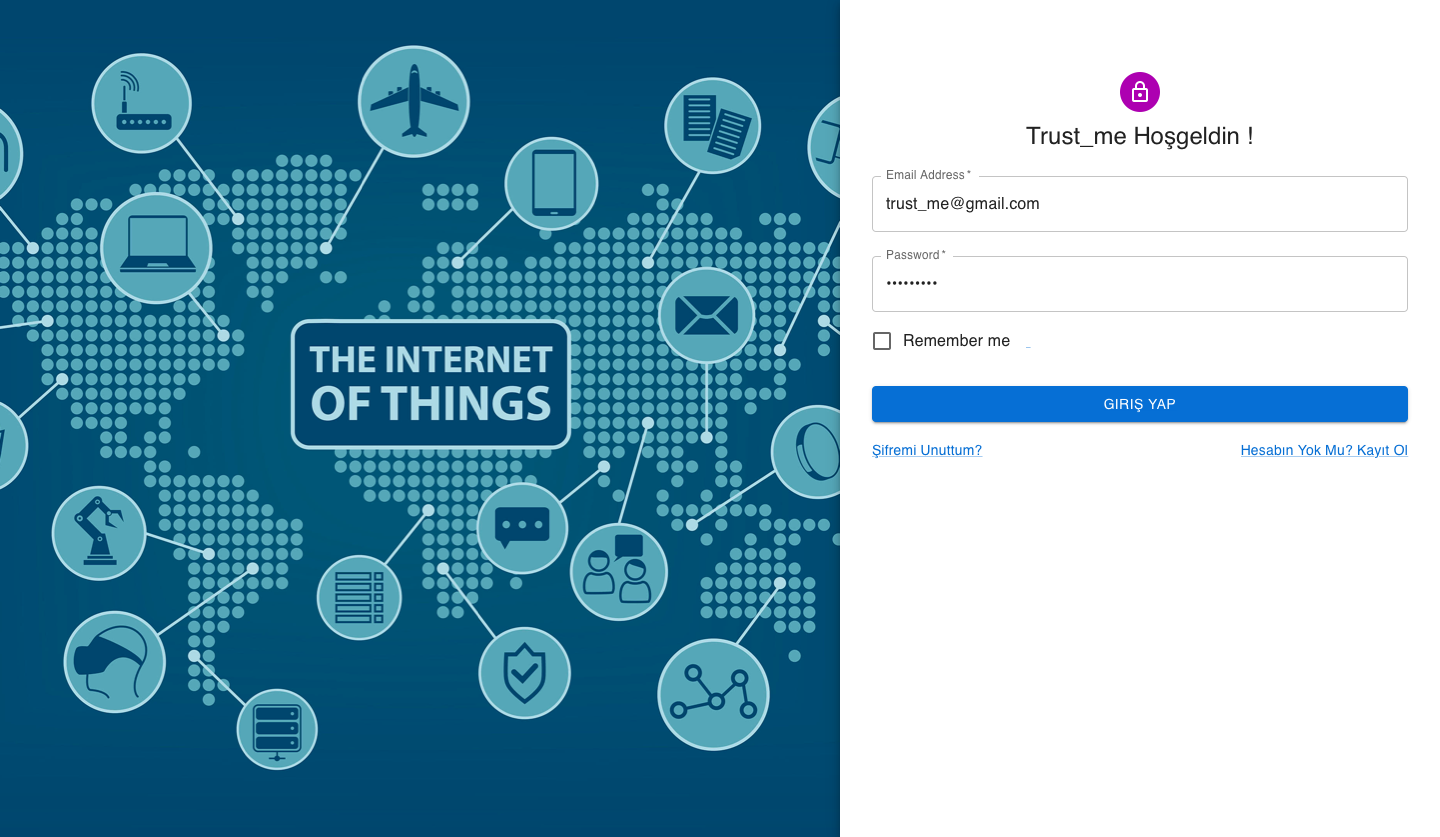 THE INTERNET
OF THINGS
Trust_me Hoşgeldin !
Email Address *
trust_me@gmail.com
Password *
•••••••••
Remember me
GIRIŞ YAP
Şifremi Unuttum?
Hesabın Yok Mu? Kayıt Ol